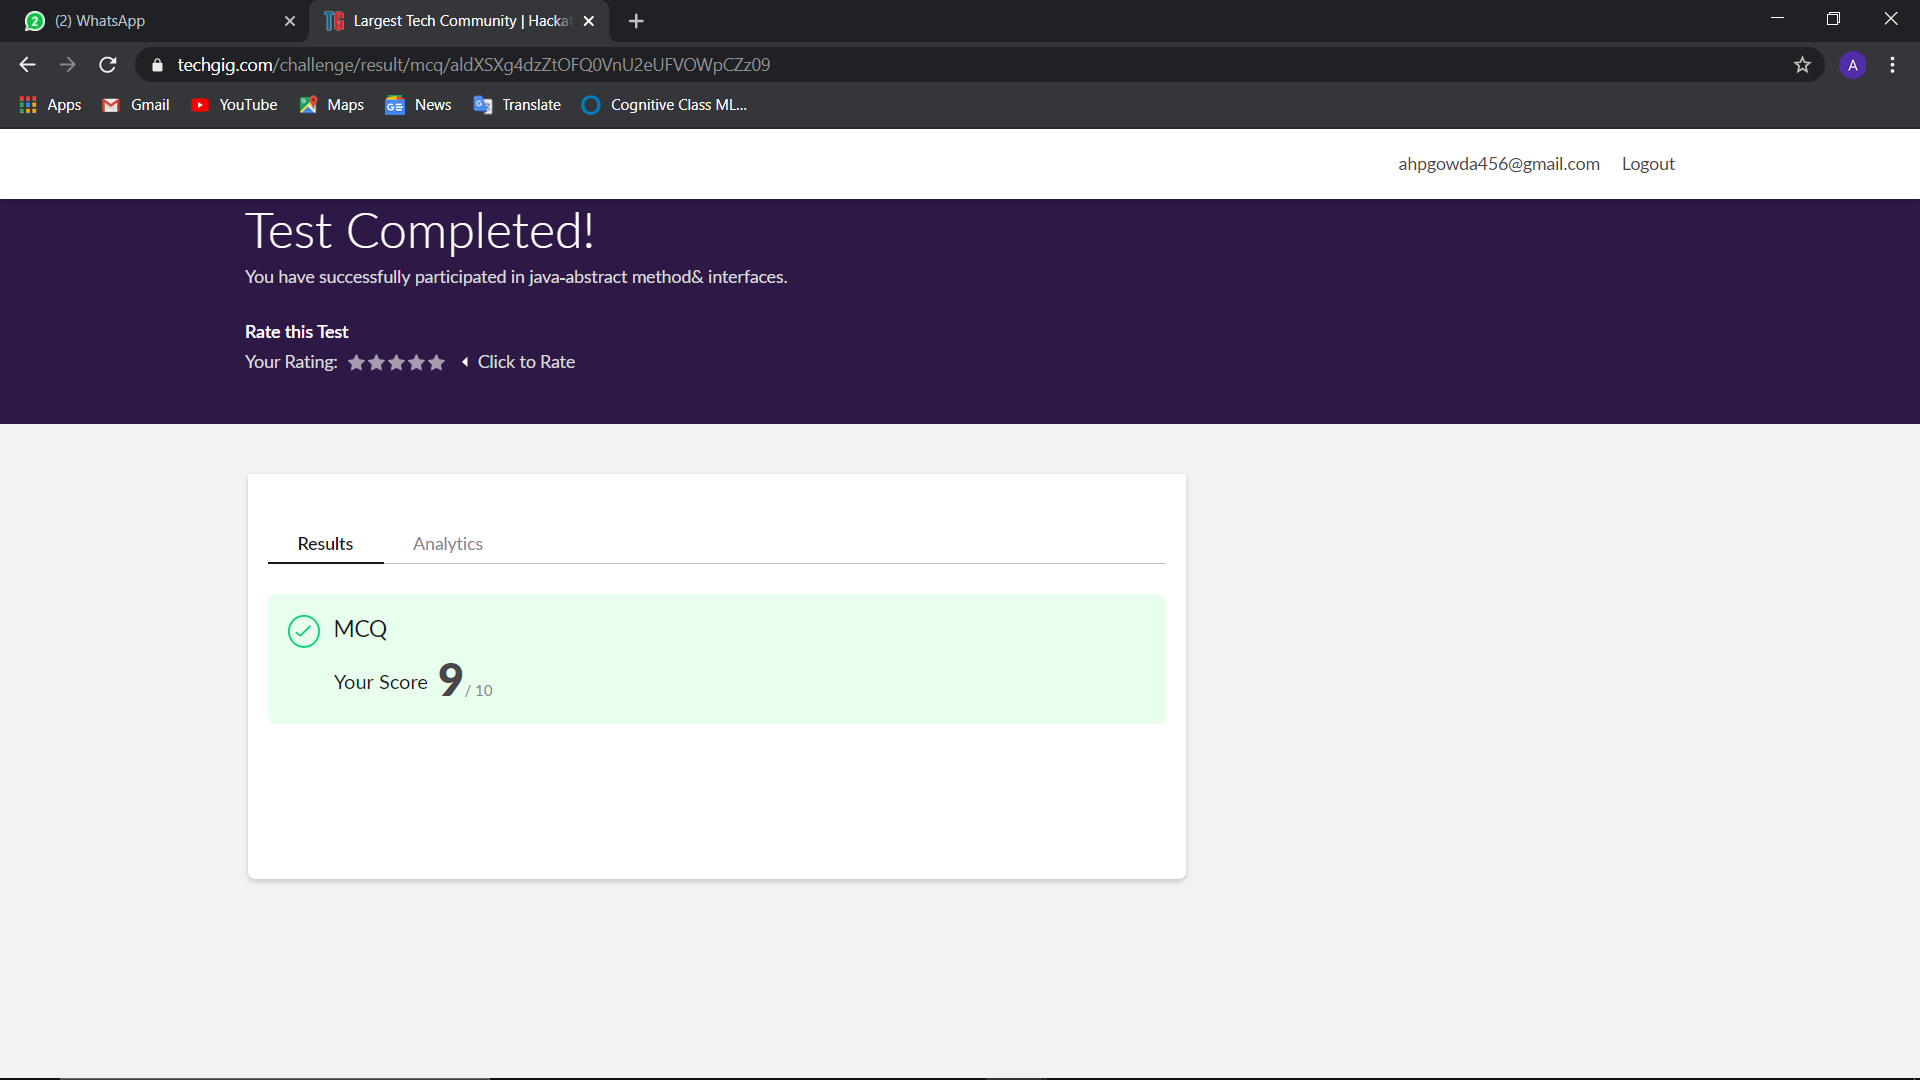 (2) WhatsApp
Largest Tech Community | Hacka
techgig.com/challenge/result/mcq/aldXSXg4dzZtOFQ0VnU2eUFVOWpCZz09
A
Apps Gmail YouTube Maps News Translate Cognitive Class ML...
ahpgowda456@gmail.com Logout
Test Completed!
You have successfully participated in java-abstract method& interfaces.
Rate this Test
Your Rating: Click to Rate
Results Analytics
MCQ
Your Score 9 / 10